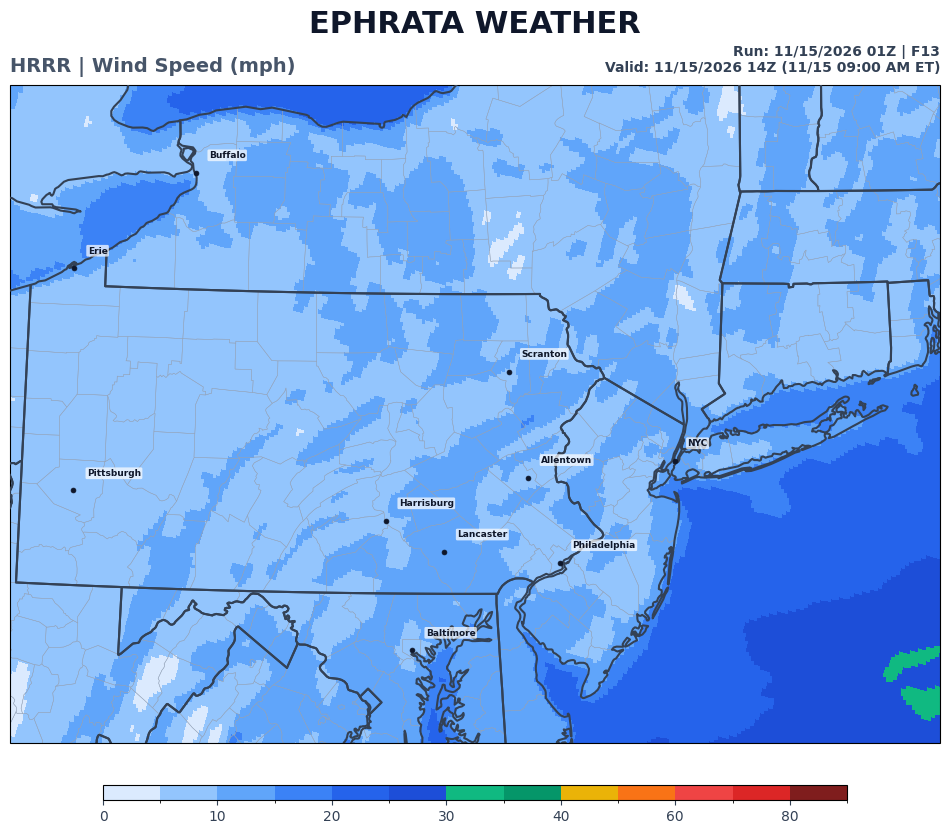 EPHRATA WEATHER
HRRR | Wind Speed (mph)
Run: 11/15/2026 01Z | F13
Valid: 11/15/2026 14Z (11/15 09:00 AM ET)
Buffalo
Erie
Scranton
NYC
Allentown
Pittsburgh
Harrisburg
Lancaster
Philadelphia
Baltimore
0 10 20 30 40 50 60 70 80